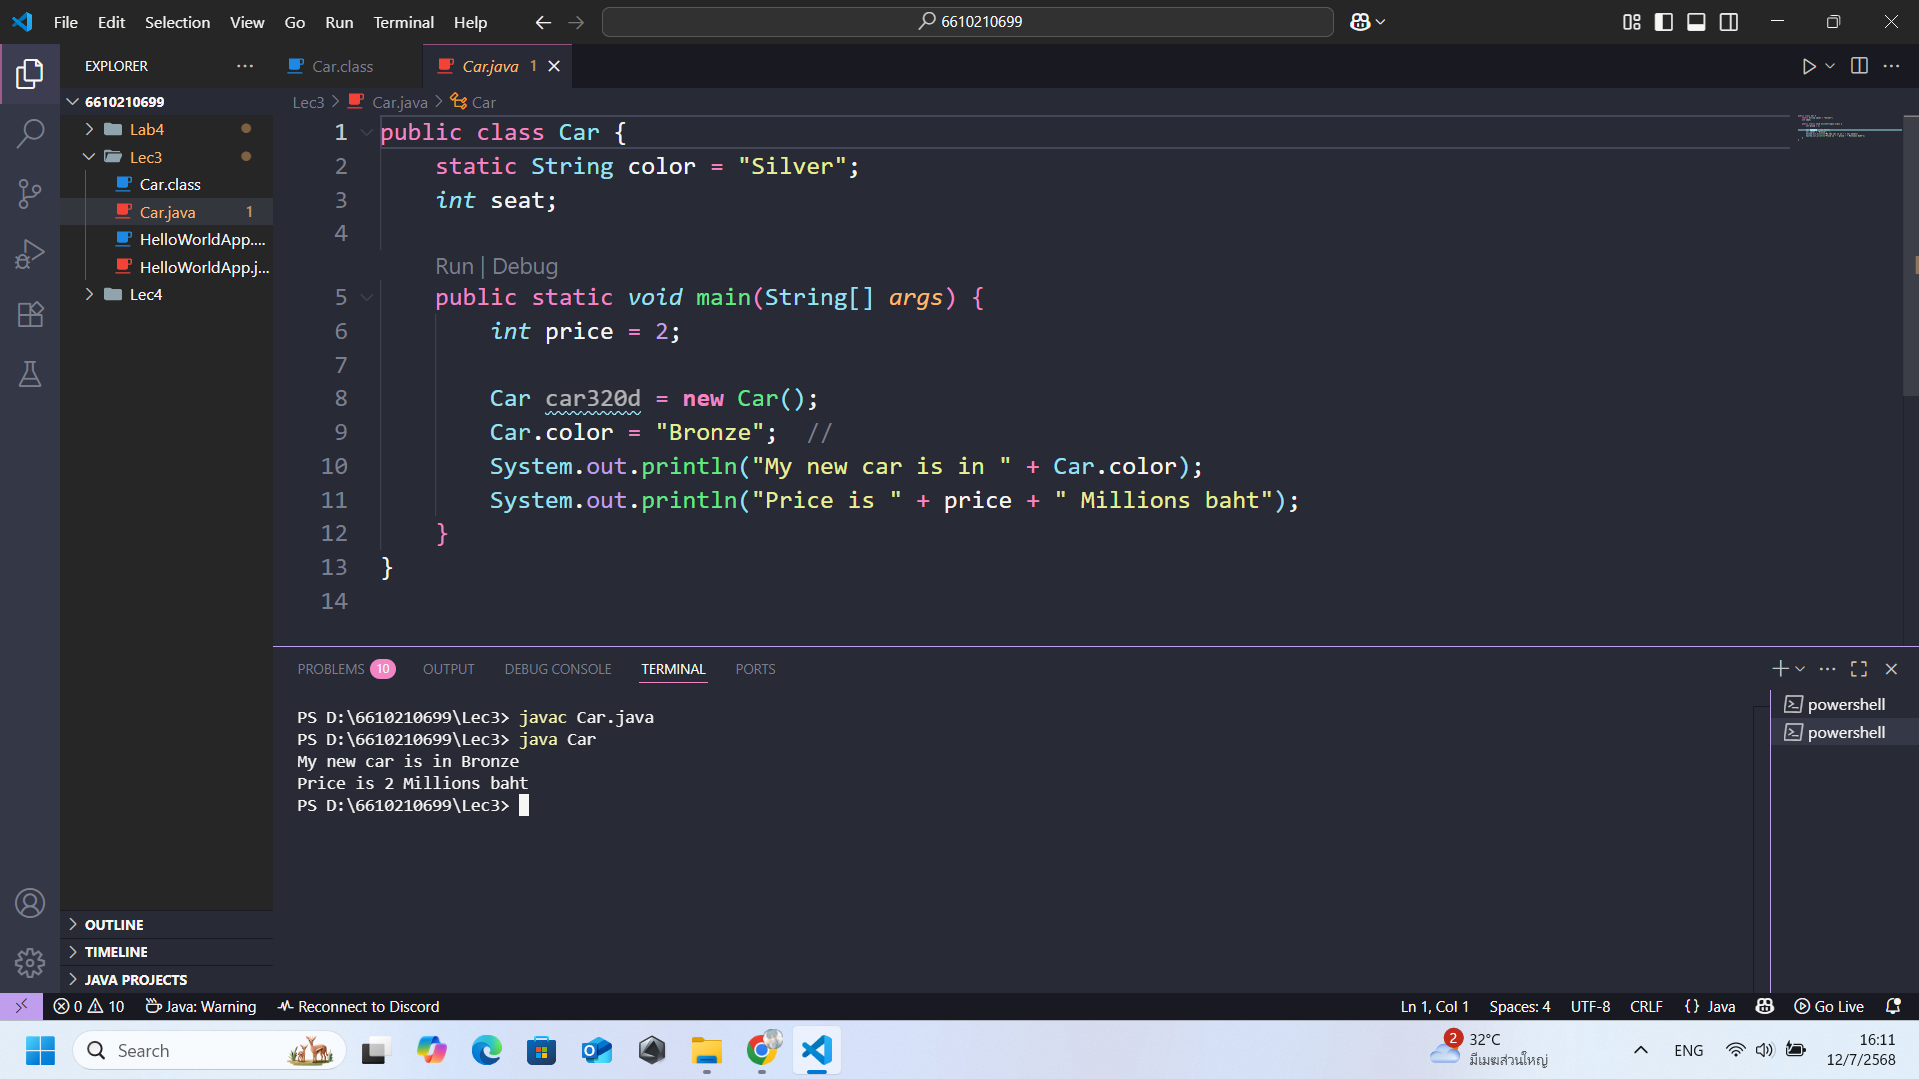 File Edit Selection View Go Run Terminal Help
6610210699
EXPLORER
6610210699
Lab4
Lec3
Car.class
Car.java 1
HelloWorldApp....
HelloWorldApp.j...
Lec4
OUTLINE
TIMELINE
JAVA PROJECTS
Car.class
Car.java 1
Lec3 > Car.java > Car
1 public class Car {
2     static String color = "Silver";
3     int seat;
4
Run | Debug
5     public static void main(String[] args) {
6         int price = 2;
7
8         Car car320d = new Car();
9         Car.color = "Bronze";  //
10         System.out.println("My new car is in " + Car.color);
11         System.out.println("Price is " + price + " Millions baht");
12     }
13 }
14
PROBLEMS 10 OUTPUT DEBUG CONSOLE TERMINAL PORTS
PS D:\6610210699\Lec3> javac Car.java
PS D:\6610210699\Lec3> java Car
My new car is in Bronze
Price is 2 Millions baht
PS D:\6610210699\Lec3>
powershell
powershell
0 10 Java: Warning Reconnect to Discord
Ln 1, Col 1 Spaces: 4 UTF-8 CRLF {} Java Go Live
Search
2
32°C
มีเมฆส่วนใหญ่
ENG
16:11
12/7/2568